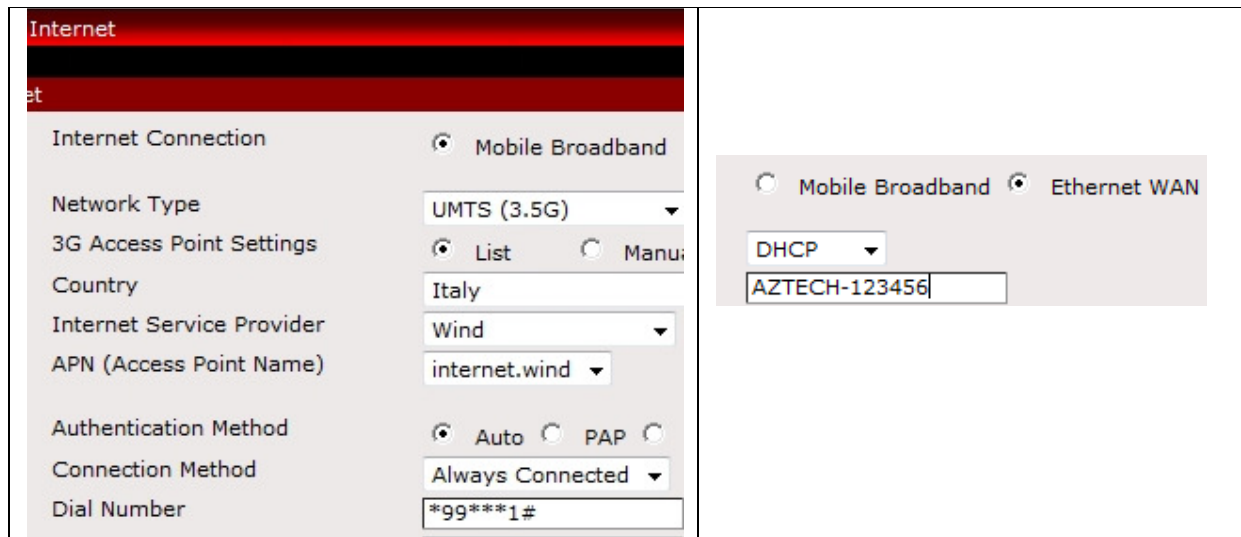 Internet
et
Internet Connection Mobile Broadband
Network Type UMTS (3.5G)
3G Access Point Settings List Manua
Country Italy
Internet Service Provider Wind
APN (Access Point Name) internet.wind
Authentication Method Auto PAP
Connection Method Always Connected
Dial Number *99***1#
Mobile Broadband Ethernet WAN
DHCP
AZTECH-123456